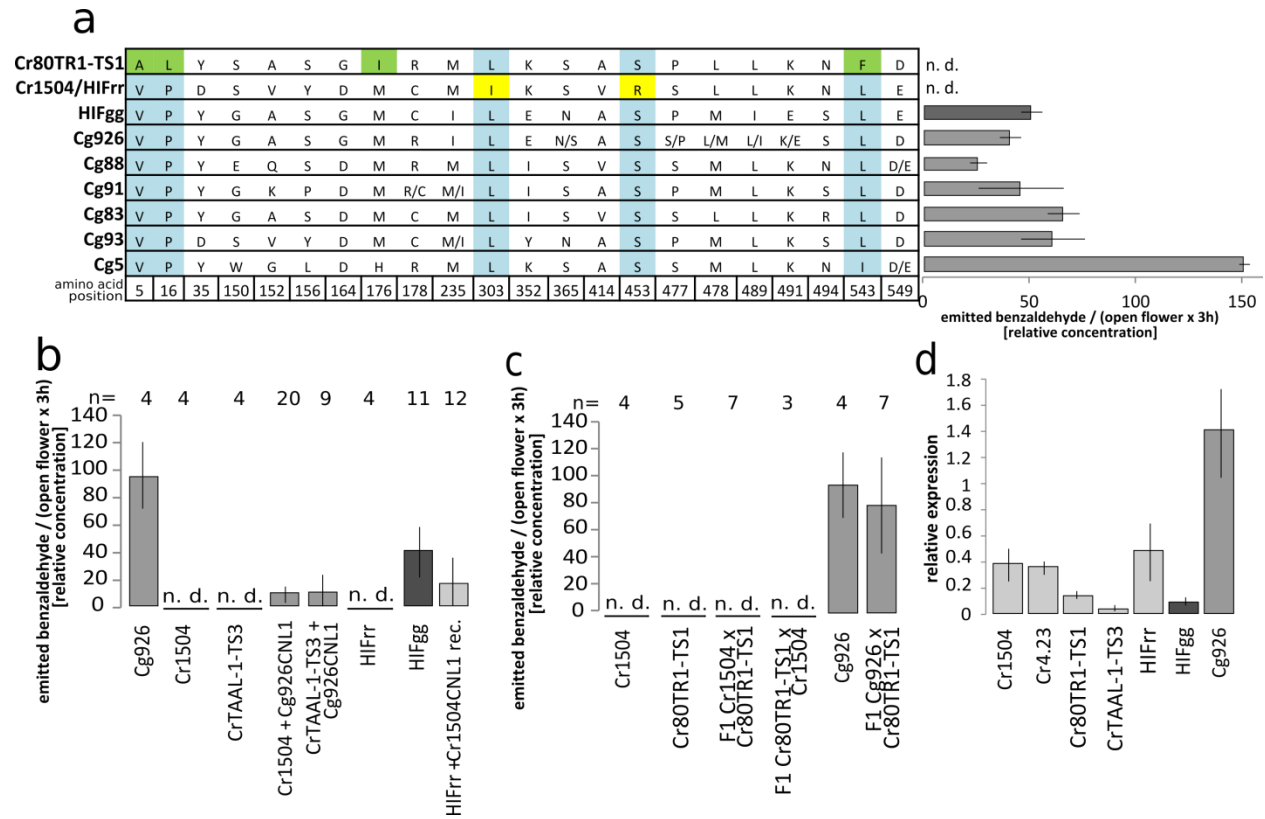 a
Cr80TR1-TS1 A L Y S A S G I R M L K S A S P L L K N F D n. d.
Cr1504/HIFrr V P D S V Y D M C M I K S V R S L L K N L E n. d.
HIFgg V P Y G A S G M C I L E N A S P M I E S L E
Cg926 V P Y G A S G M R I L E N/S A S S/P L/M L/I K/E S L D
Cg88 V P Y E Q S D M R M L I S V S S M L K N L D/E
Cg91 V P Y G K P D M R/C M/I L I S A S P M L K S L D
Cg83 V P Y G A S D M C M L I S V S S L L K R L D
Cg93 V P D S V Y D M C M/I L Y N A S P M L K S L D
Cg5 V P Y W G L D H R M L K S A S S M L K N I D/E
amino acid
position 5 16 35 150 152 156 164 176 178 235 303 352 365 414 453 477 478 489 491 494 543 549
0 50 100 150
emitted benzaldehyde / (open flower x 3h)
[relative concentration]
b
n= 4 4 4 20 9 4 11 12
emitted benzaldehyde / (open flower x 3h)
[relative concentration]
140
120
100
80
60
40
20
0
n. d. n. d. n. d.
Cg926
Cr1504
CrTAAL-1-TS3
Cr1504 +Cg926CNL1
CrTAAL-1-TS3 +
Cg926CNL1
HIFrr
HIFgg
HIFrr +Cr1504CNL1 rec.
c
n= 4 5 7 3 4 7
emitted benzaldehyde / (open flower x 3h)
[relative concentration]
140
120
100
80
60
40
20
0
n. d. n. d. n. d. n. d.
Cr1504
Cr80TR1-TS1
F1 Cr1504 x
Cr80TR1-TS1
F1 Cr80TR1-TS1 x
Cr1504
Cg926
F1 Cg926 x
Cr80TR1-TS1
d
relative expression
1.8
1.6
1.4
1.2
1
0.8
0.6
0.4
0.2
0
Cr1504
Cr4.23
Cr80TR1-TS1
CrTAAL-1-TS3
HIFrr
HIFgg
Cg926